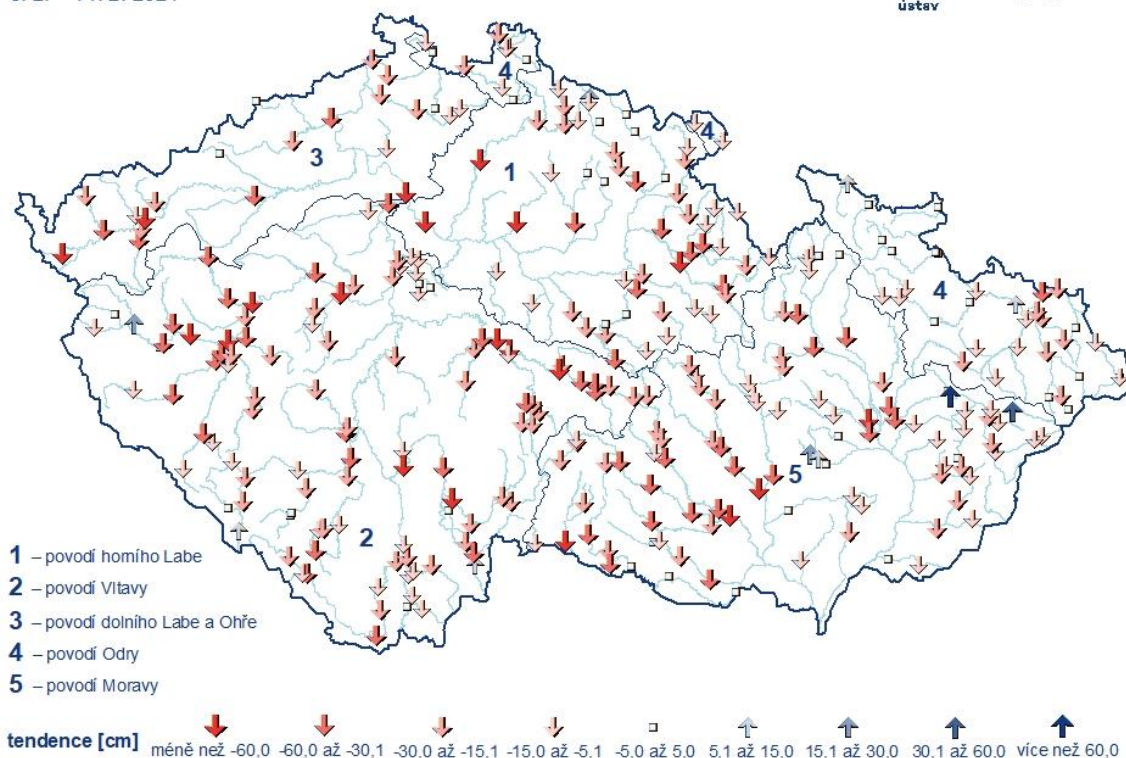 ústav
4
4
3
1
4
5
2
1 – povodí horního Labe
2 – povodí Vltavy
3 – povodí dolního Labe a Ohře
4 – povodí Odry
5 – povodí Moravy
tendence [cm] méně než -60,0 -60,0 až -30,1 -30,0 až -15,1 -15,0 až -5,1 -5,0 až 5,0 5,1 až 15,0 15,1 až 30,0 30,1 až 60,0 více než 60,0